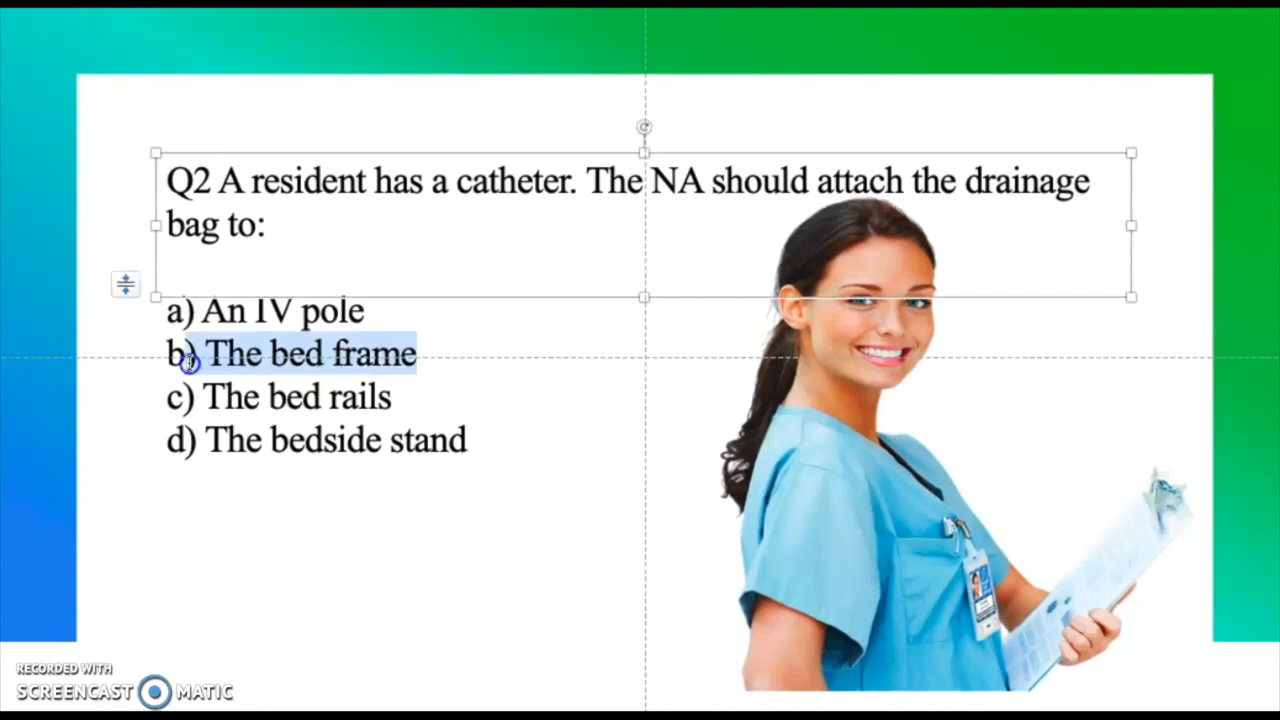 Q2 A resident has a catheter. The NA should attach the drainage
bag to:
a) An IV pole
b) The bed frame
c) The bed rails
d) The bedside stand
RECORDED WITH
SCREENCAST MATIC